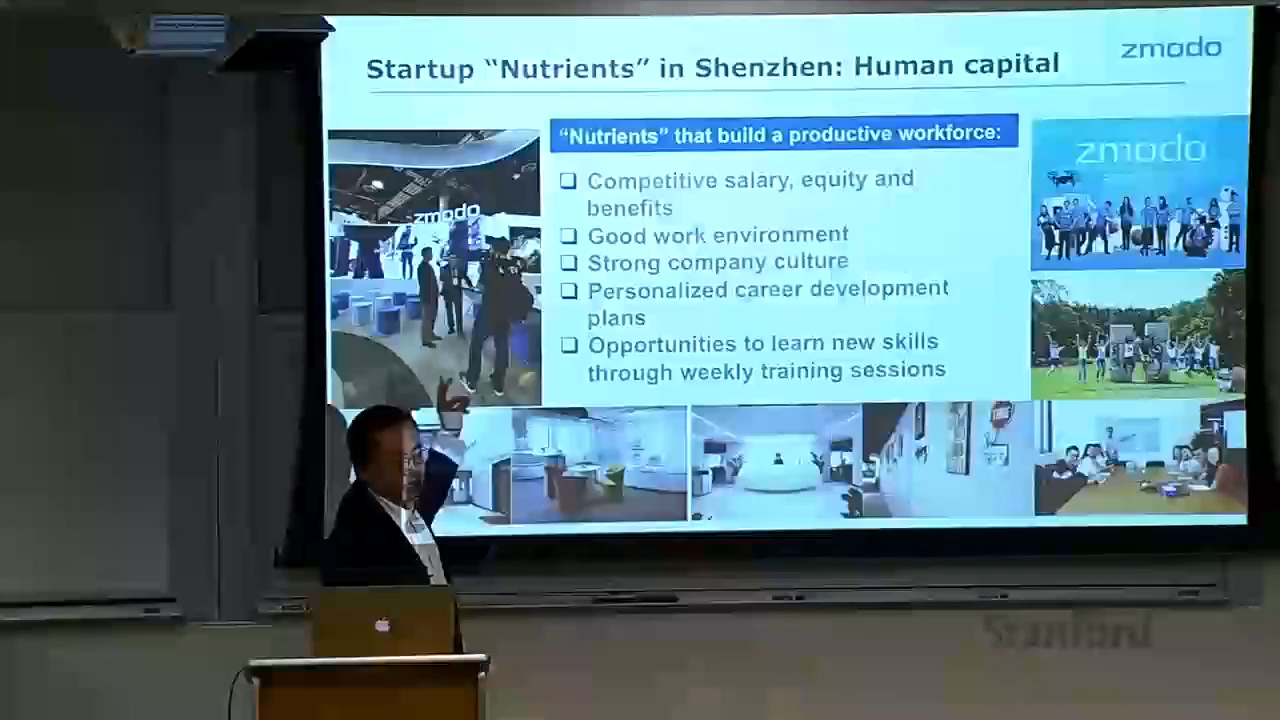 Startup “Nutrients” in Shenzhen: Human capital
zmodo
“Nutrients” that build a productive workforce:
❑ Competitive salary, equity and
benefits
❑ Good work environment
❑ Strong company culture
❑ Personalized career development
plans
❑ Opportunities to learn new skills
through weekly training sessions
zmodo
zmodo
Stanford